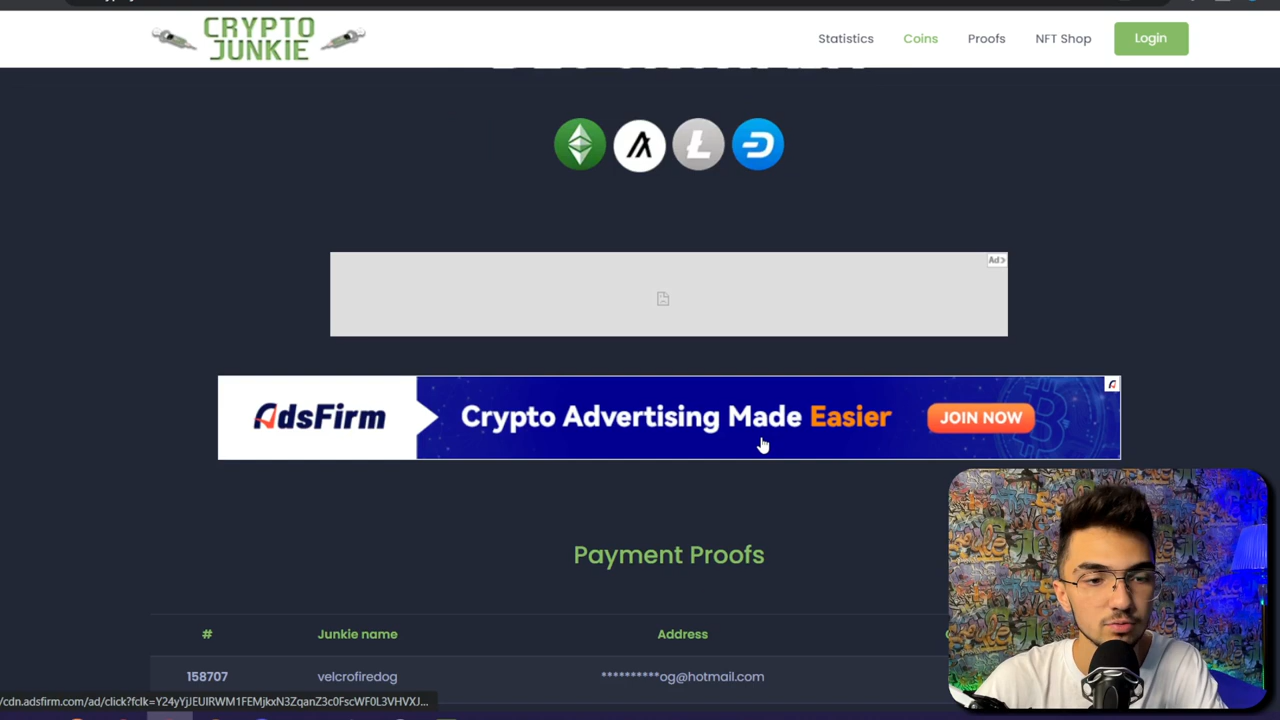 CRYPTO
JUNKIE
Statistics
Coins
Proofs
NFT Shop
Login
Ad
AdsFirm
Crypto Advertising Made Easier
JOIN NOW
Payment Proofs
#
Junkie name
Address
158707
velcrofiredog
**********og@hotmail.com